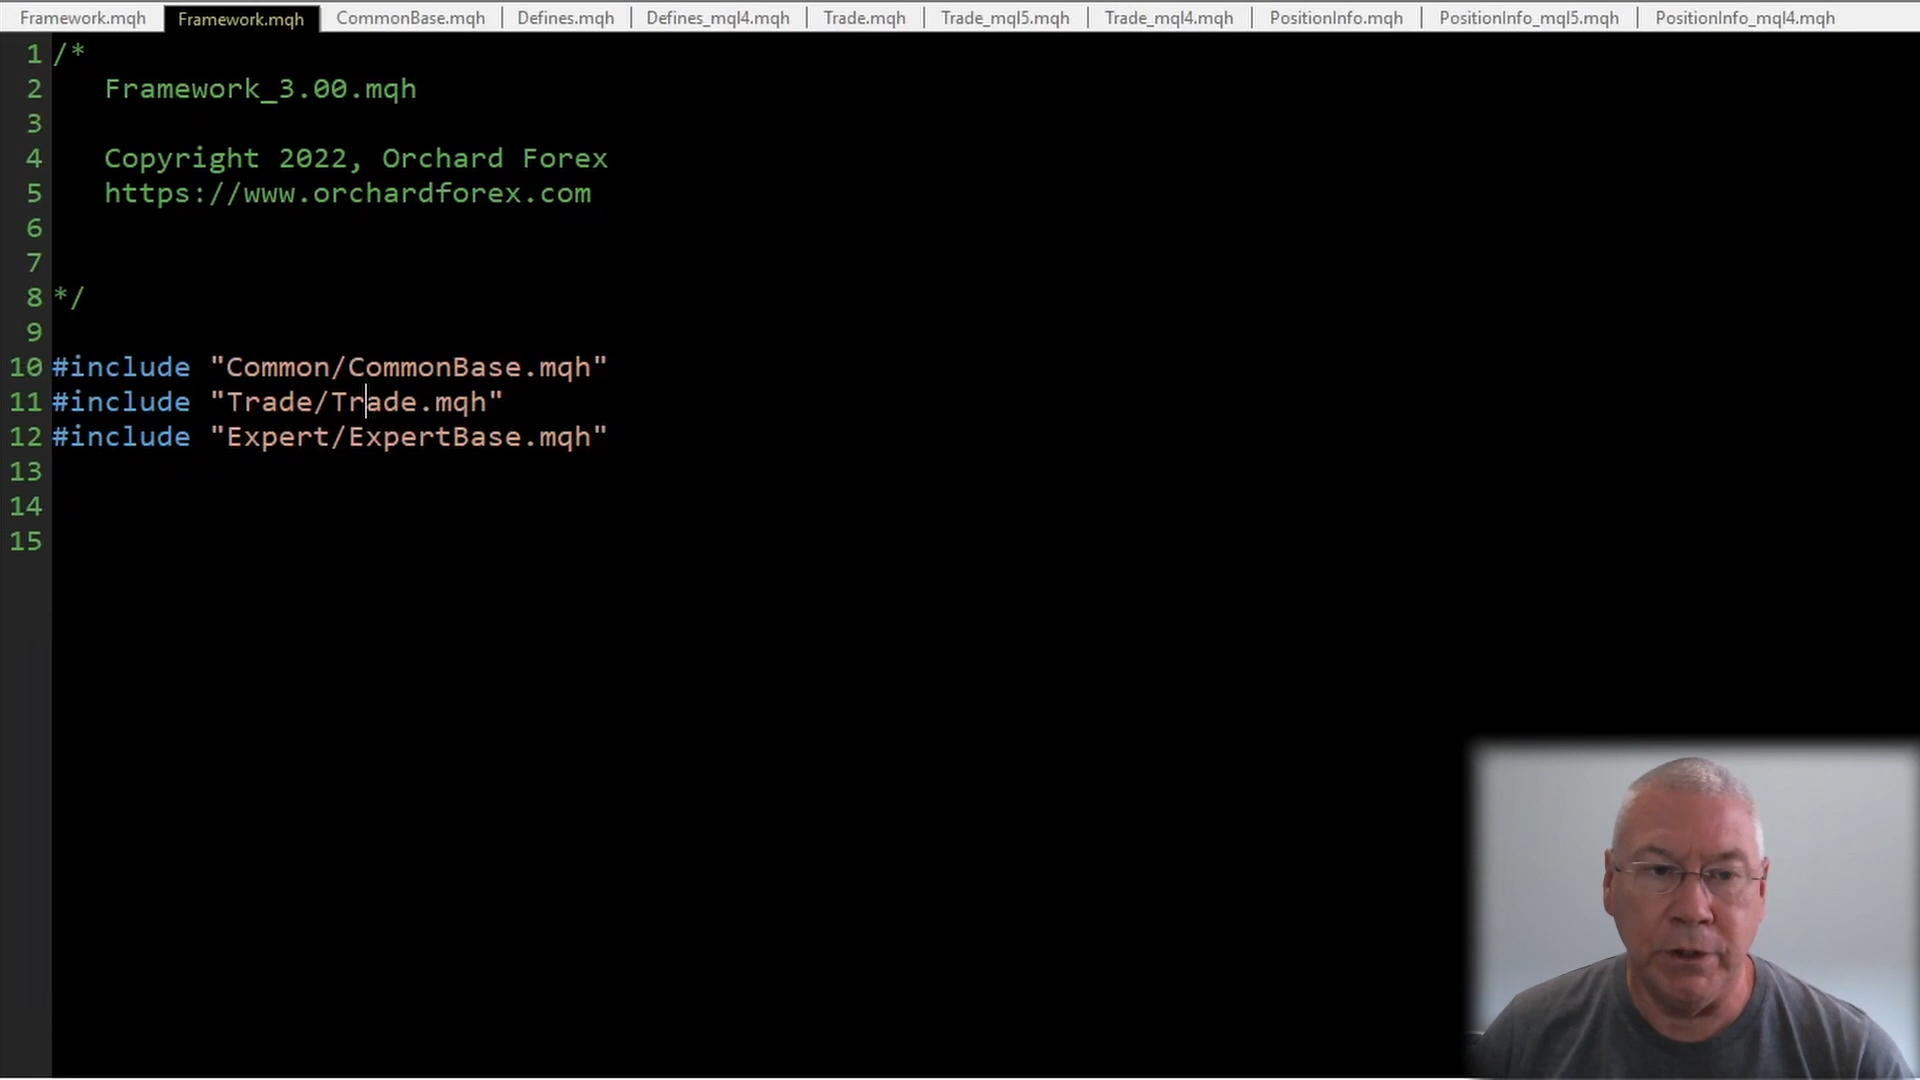 Framework.mqh Framework.mqh CommonBase.mqh Defines.mqh Defines_mql4.mqh Trade.mqh Trade_mql5.mqh Trade_mql4.mqh PositionInfo.mqh PositionInfo_mql5.mqh PositionInfo_mql4.mqh
1 /*
2 Framework_3.00.mqh
3
4 Copyright 2022, Orchard Forex
5 https://www.orchardforex.com
6
7
8 */
9
10 #include "Common/CommonBase.mqh"
11 #include "Trade/Trade.mqh"
12 #include "Expert/ExpertBase.mqh"
13
14
15